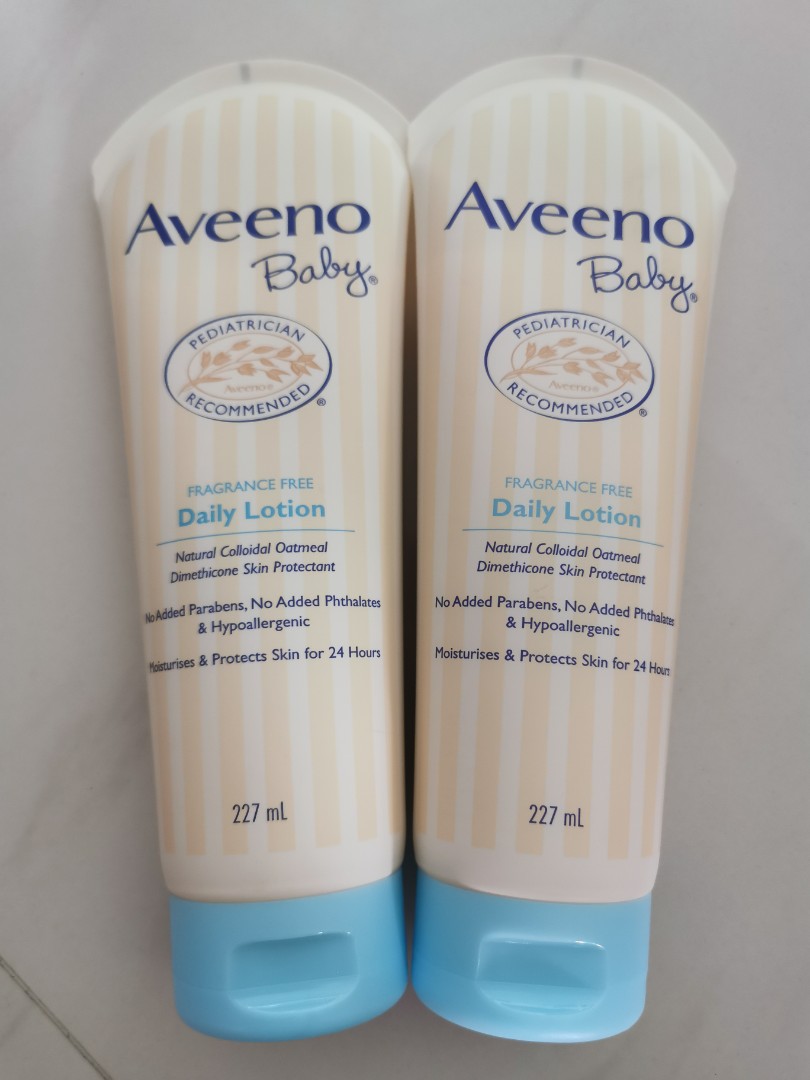 Aveeno
Baby®
PEDIATRICIAN
Aveeno®
RECOMMENDED®
FRAGRANCE FREE
Daily Lotion
Natural Colloidal Oatmeal
Dimethicone Skin Protectant
No Added Parabens, No Added Phthalates
& Hypoallergenic
Moisturises & Protects Skin for 24 Hours
227 mL
Aveeno
Baby®
PEDIATRICIAN
Aveeno®
RECOMMENDED®
FRAGRANCE FREE
Daily Lotion
Natural Colloidal Oatmeal
Dimethicone Skin Protectant
No Added Parabens, No Added Phthalates
& Hypoallergenic
Moisturises & Protects Skin for 24 Hours
227 mL